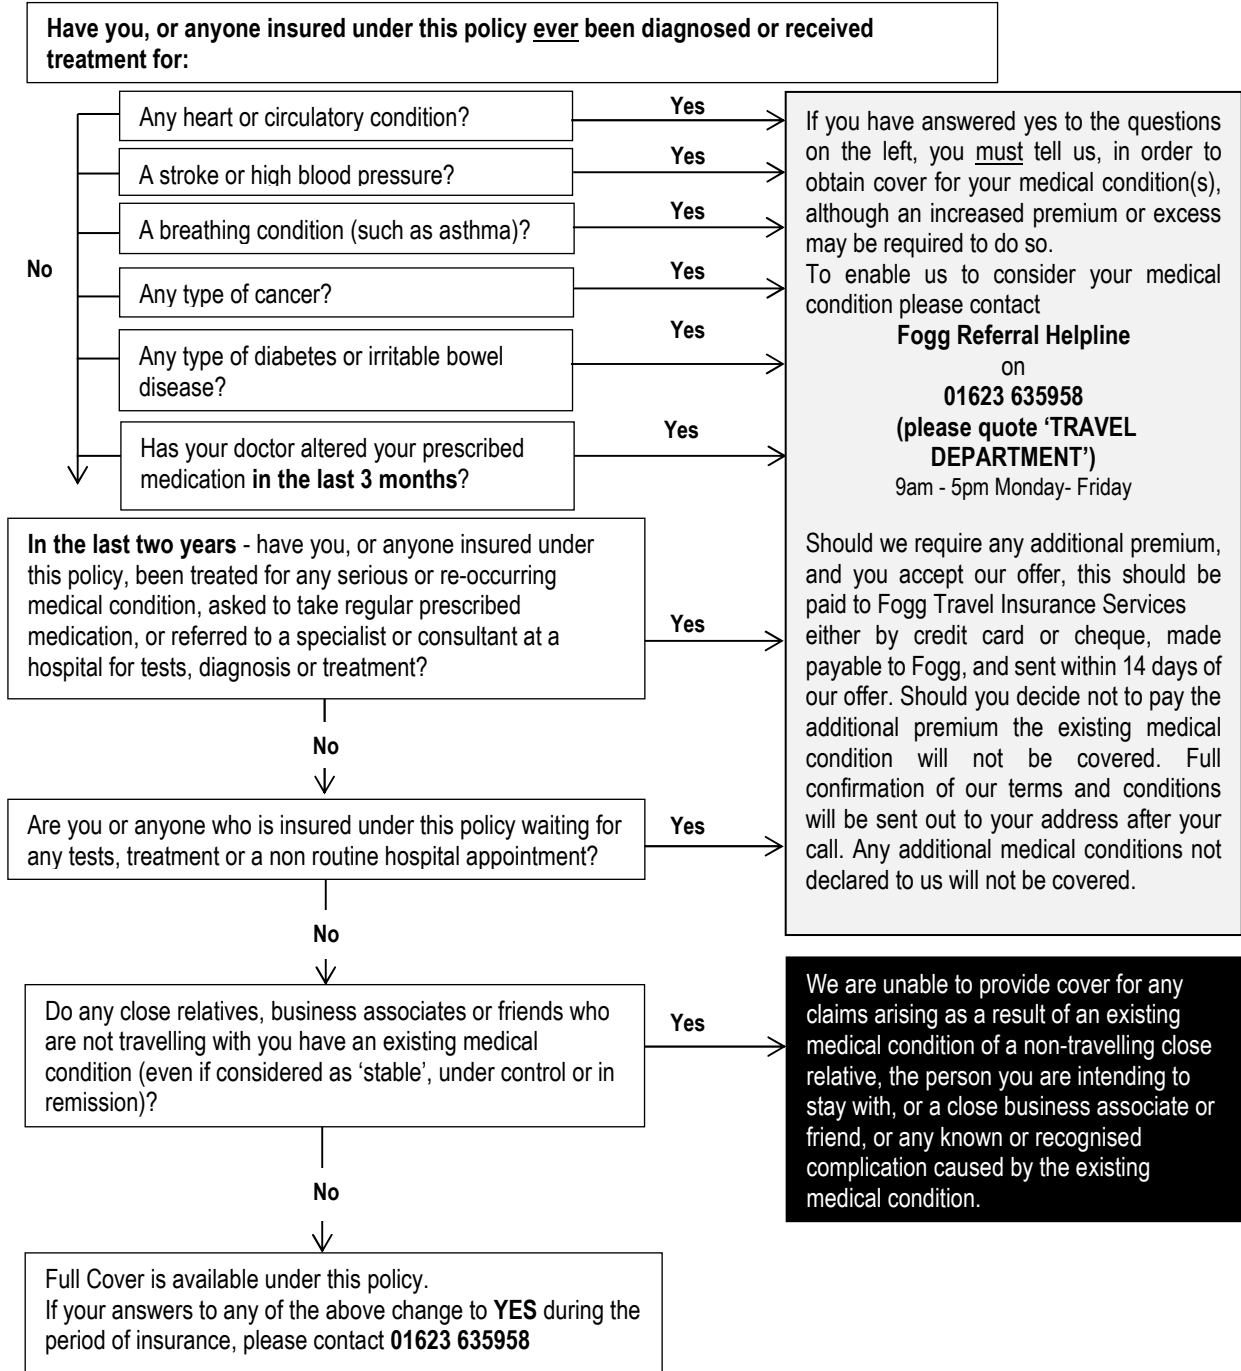 Have you, or anyone insured under this policy ever been diagnosed or received
treatment for:
Any heart or circulatory condition?
Yes
A stroke or high blood pressure?
Yes
A breathing condition (such as asthma)?
Yes
No
Any type of cancer?
Yes
Any type of diabetes or irritable bowel
disease?
Yes
Has your doctor altered your prescribed
medication in the last 3 months?
Yes
If you have answered yes to the questions
on the left, you must tell us, in order to
obtain cover for your medical condition(s),
although an increased premium or excess
may be required to do so.
To enable us to consider your medical
condition please contact
Fogg Referral Helpline
on
01623 635958
(please quote ‘TRAVEL
DEPARTMENT’)
9am - 5pm Monday- Friday
Should we require any additional premium,
and you accept our offer, this should be
paid to Fogg Travel Insurance Services
either by credit card or cheque, made
payable to Fogg, and sent within 14 days of
our offer. Should you decide not to pay the
additional premium the existing medical
condition will not be covered. Full
confirmation of our terms and conditions
will be sent out to your address after your
call. Any additional medical conditions not
declared to us will not be covered.
In the last two years - have you, or anyone insured under
this policy, been treated for any serious or re-occurring
medical condition, asked to take regular prescribed
medication, or referred to a specialist or consultant at a
hospital for tests, diagnosis or treatment?
Yes
No
Are you or anyone who is insured under this policy waiting for
any tests, treatment or a non routine hospital appointment?
Yes
No
Do any close relatives, business associates or friends who
are not travelling with you have an existing medical
condition (even if considered as ‘stable’, under control or in
remission)?
Yes
We are unable to provide cover for any
claims arising as a result of an existing
medical condition of a non-travelling close
relative, the person you are intending to
stay with, or a close business associate or
friend, or any known or recognised
complication caused by the existing
medical condition.
No
Full Cover is available under this policy.
If your answers to any of the above change to YES during the
period of insurance, please contact 01623 635958